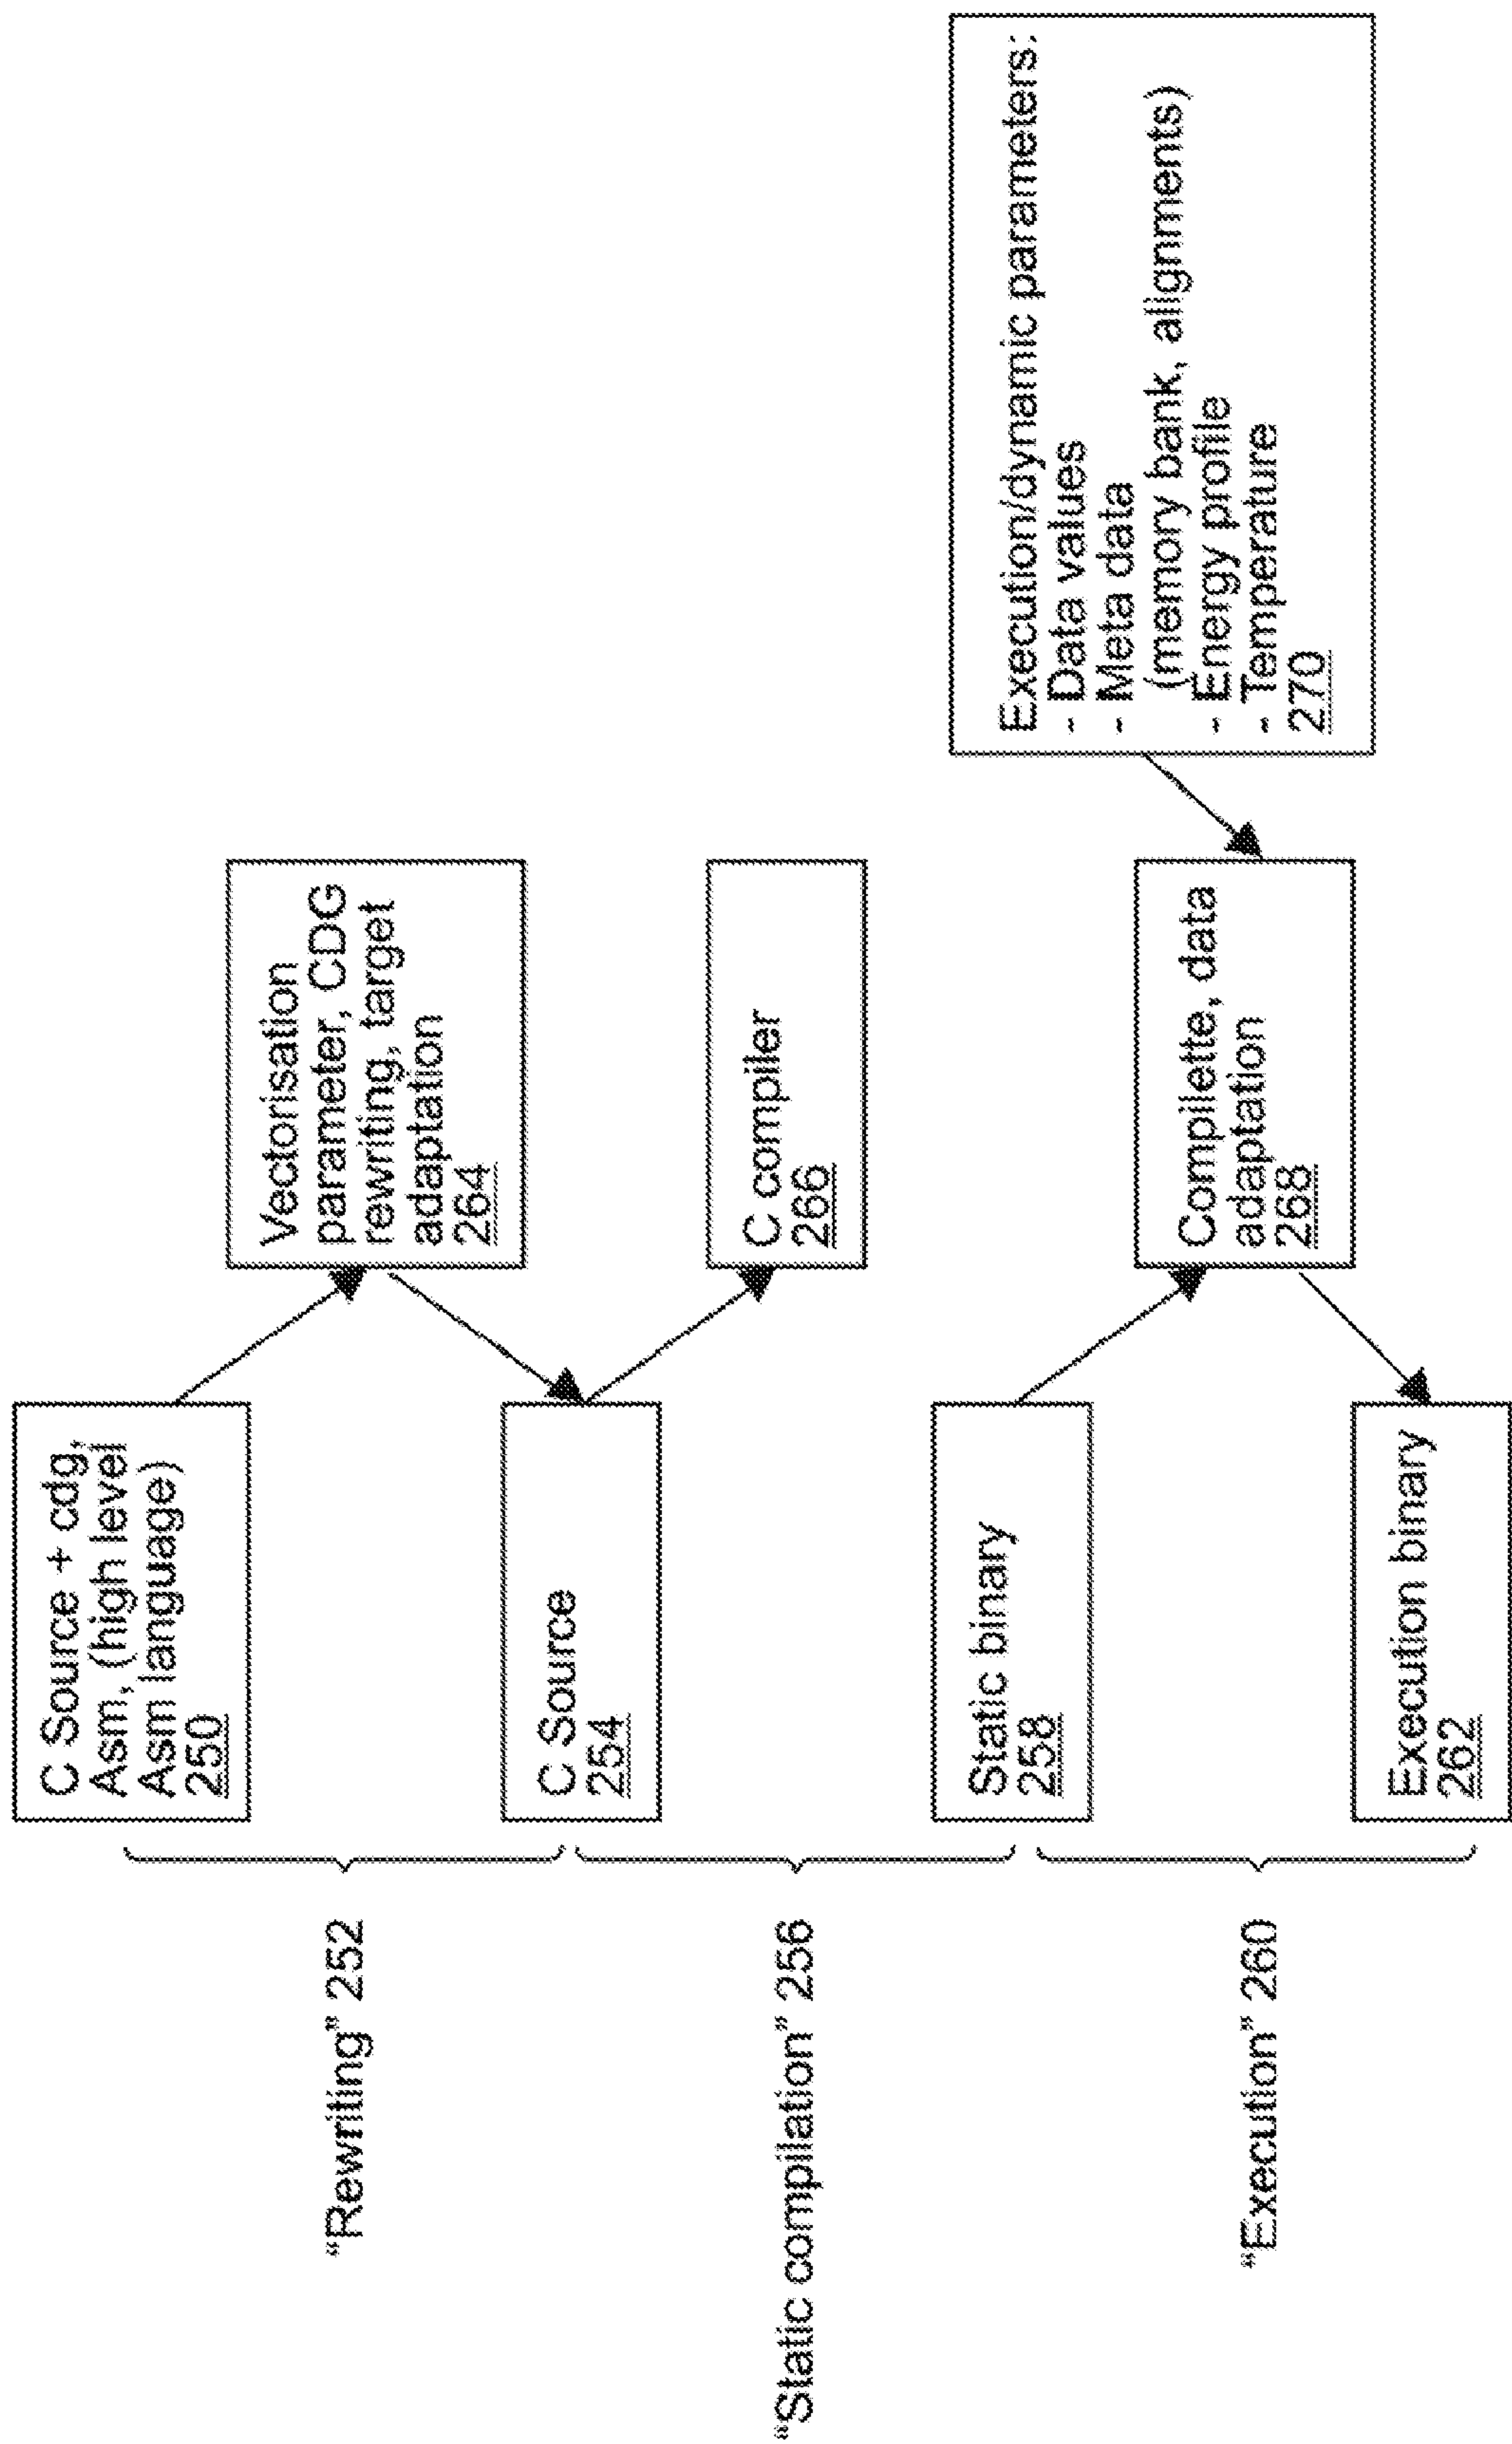 "Rewriting" 252
"Static compilation" 256
"Execution" 260
C Source + cdg,
Asm, (high level
Asm language)
250
C Source
254
Static binary
258
Execution binary
262
Vectorisation
parameter, CDG
rewriting, target
adaptation
264
C compiler
266
Compilette, data
adaptation
268
Execution/dynamic parameters:
- Data values
- Meta data
(memory bank, alignments)
- Energy profile
- Temperature
270